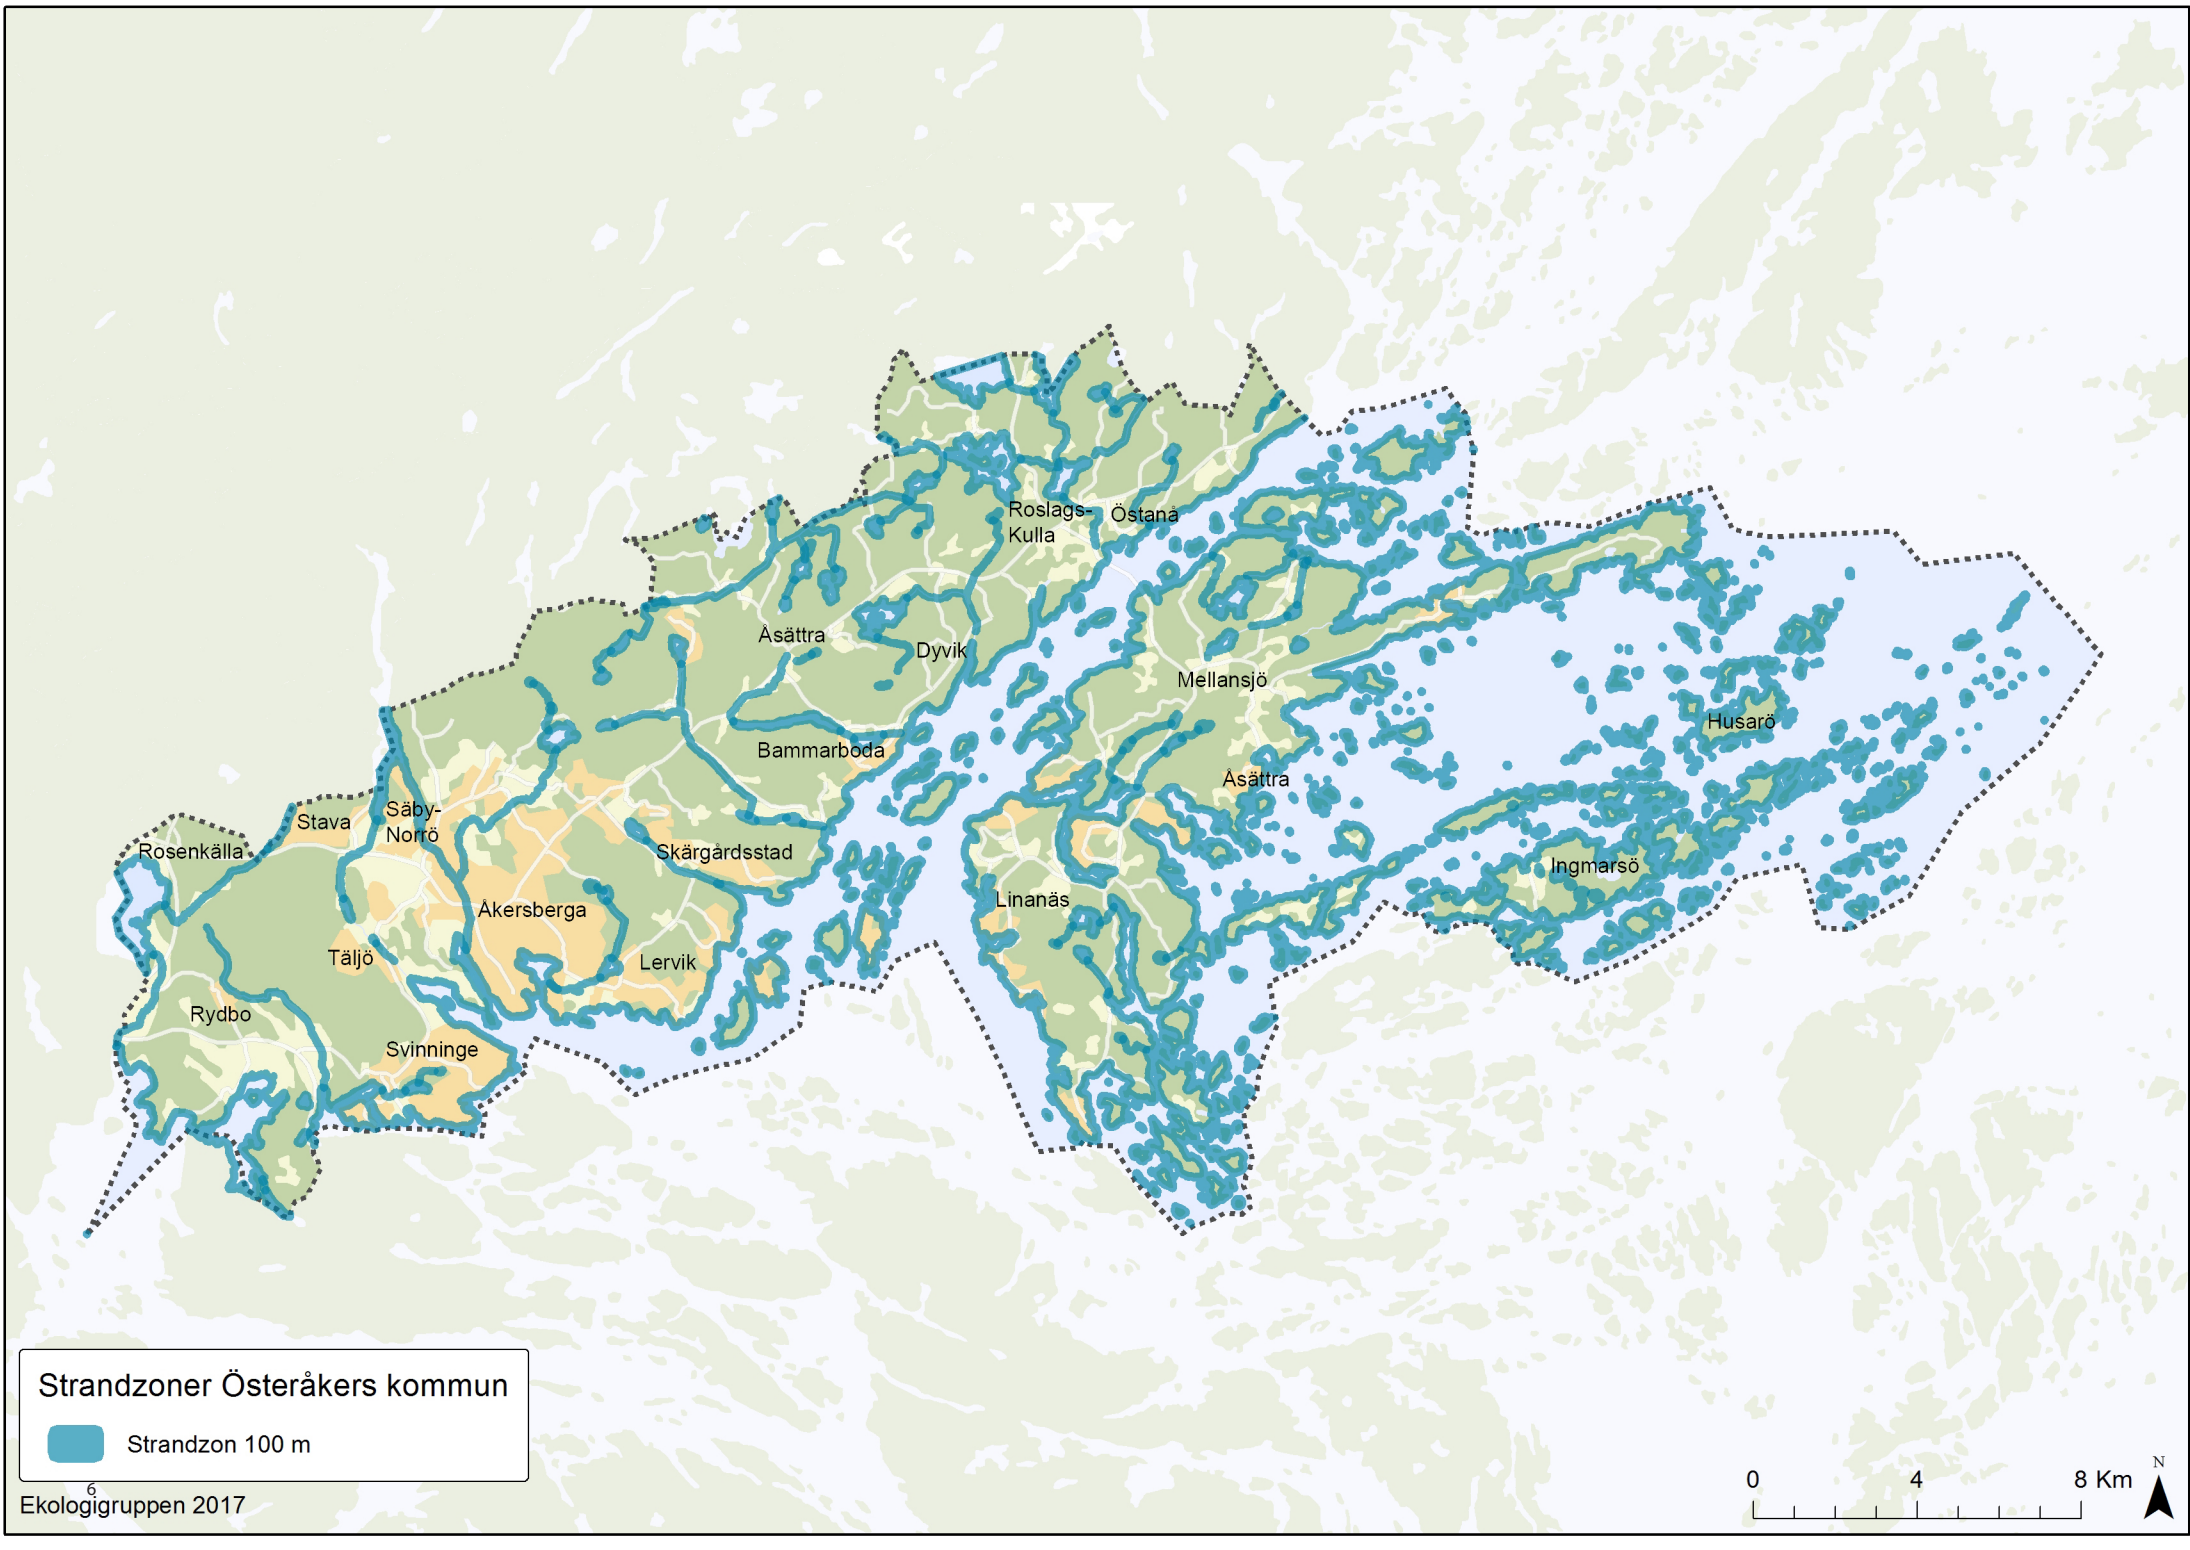 Roslags-
Kulla
Östanå
Åsättra
Dyvik
Mellansjö
Husarö
Bammarboda
Åsättra
Säby-
Norrö
Stava
Rosenkälla
Skärgårdsstad
Ingmarsö
Linanäs
Åkersberga
Täljö
Lervik
Rydbo
Svinninge
Strandzoner Österåkers kommun
Strandzon 100 m
6
Ekologigruppen 2017
0 4 8 Km
N